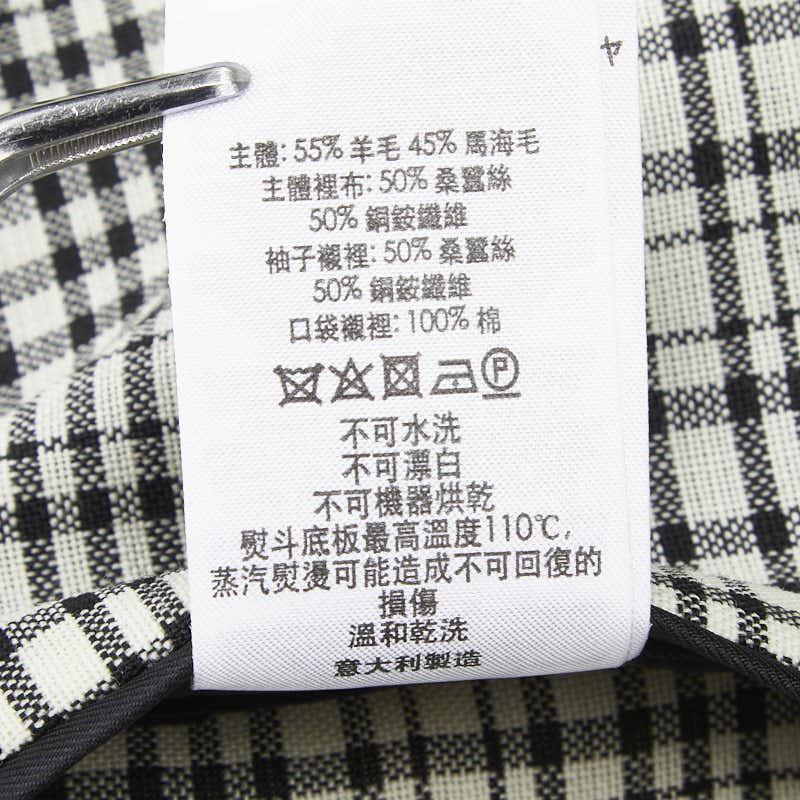 ヤ
主體: 55% 羊毛 45% 馬海毛
主體裡布: 50% 桑蠶絲
50% 銅銨纖維
袖子襯裡: 50% 桑蠶絲
50% 銅銨纖維
口袋襯裡: 100% 棉
P
不可水洗
不可漂白
不可機器烘乾
熨斗底板最高溫度110℃,
蒸汽熨燙可能造成不可回復的
損傷
溫和乾洗
意大利製造